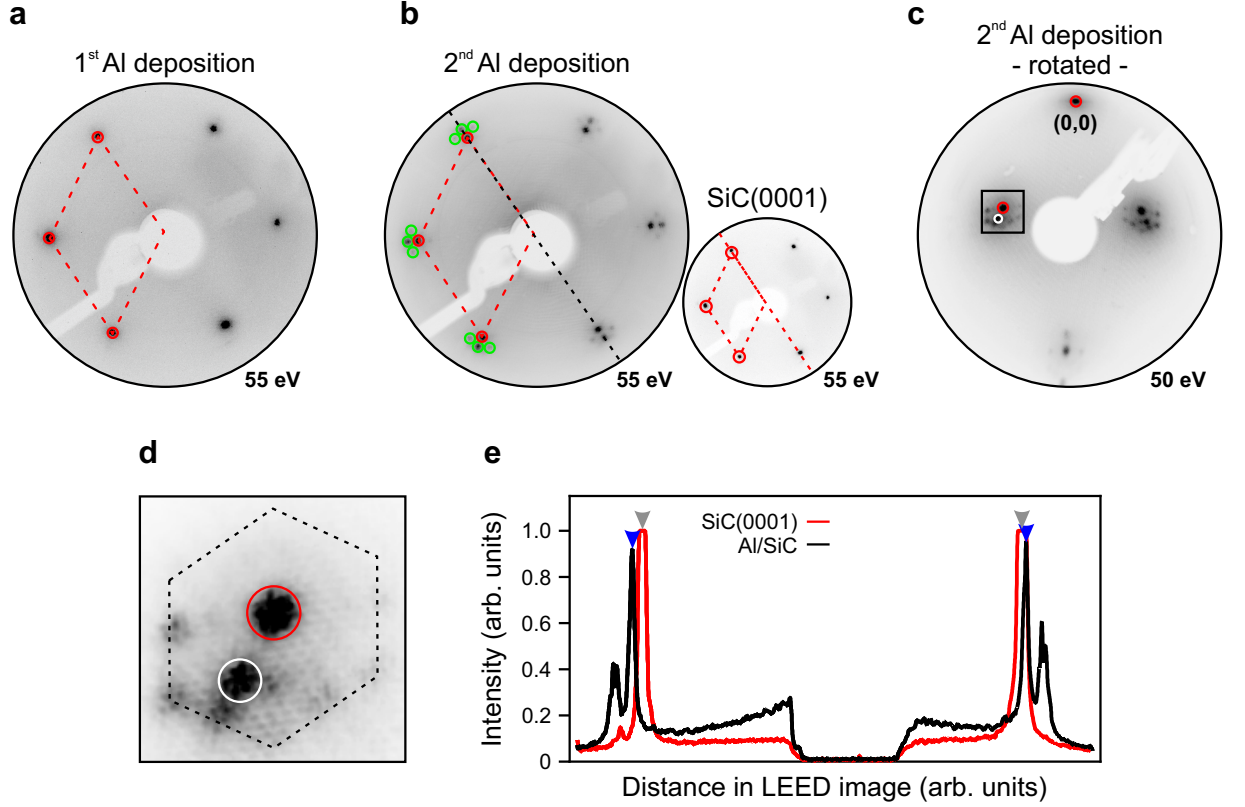 a
1st Al deposition
55 eV
b
2nd Al deposition
55 eV
SiC(0001)
55 eV
c
2nd Al deposition
- rotated -
(0,0)
50 eV
d
e
Intensity (arb. units)
1.0
0.8
0.6
0.4
0.2
0
SiC(0001)
Al/SiC
Distance in LEED image (arb. units)